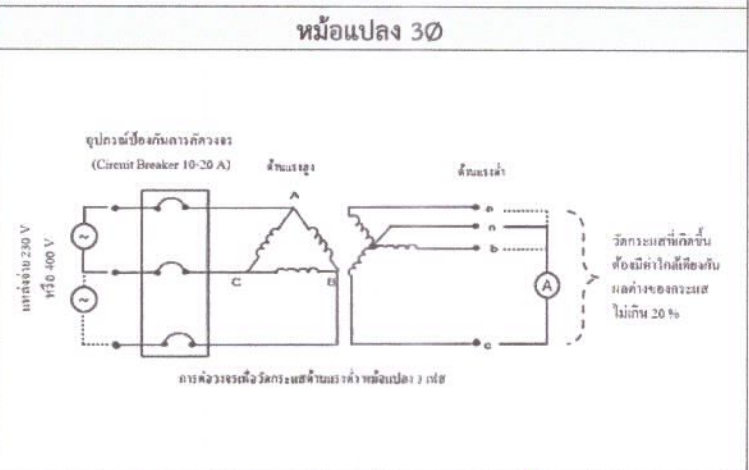 หม้อแปลง 3Ø
อุปกรณ์ป้องกันการลัดวงจร
(Circuit Breaker 10-20 A)
ด้านแรงสูง
ด้านแรงต่ำ
แหล่งจ่าย 230 V
หรือ 400 V
A
C
B
a
n
b
c
A
วัดกระแสที่เกิดขึ้น
ต้องมีค่าใกล้เคียงกัน
ผลต่างของกระแส
ไม่เกิน 20 %
การต่อวงจรเพื่อวัดกระแสด้านแรงต่ำ หม้อแปลง 3 เฟส